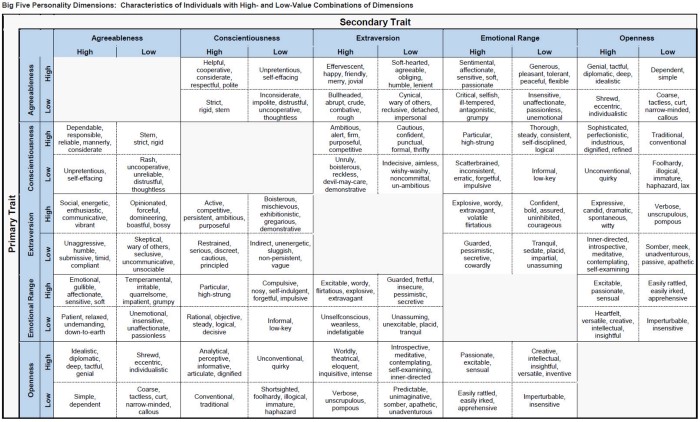 Big Five Personality Dimensions: Characteristics of Individuals with High- and Low-Value Combinations of Dimensions
Secondary Trait
Agreeableness
Conscientiousness
Extraversion
Emotional Range
Openness
High
Low
High
Low
High
Low
High
Low
High
Low
Primary Trait
Agreeableness
High
Helpful,
cooperative,
considerate,
respectful, polite
Unpretentious,
self-effacing
Effervescent,
happy, friendly,
merry, jovial
Soft-hearted,
agreeable,
obliging,
humble, lenient
Sentimental,
affectionate,
sensitive, soft,
passionate
Generous,
pleasant, tolerant,
peaceful, flexible
Genial, tactful,
diplomatic, deep,
idealistic
Dependent,
simple
Low
Strict,
rigid, stern
Inconsiderate,
impolite, distrustful,
uncooperative,
thoughtless
Bullheaded,
abrupt, crude,
combative,
rough
Cynical,
wary of others,
reclusive, detached,
impersonal
Critical, selfish,
ill-tempered,
antagonistic,
grumpy
Insensitive,
unaffectionate,
passionless,
unemotional
Shrewd,
eccentric,
individualistic
Coarse,
tactless, curt,
narrow-minded,
callous
Conscientiousness
High
Dependable,
responsible,
reliable, mannerly,
considerate
Stern,
strict, rigid
Ambitious,
alert, firm,
purposeful,
competitive
Cautious,
confident,
punctual,
formal, thrifty
Particular,
high-strung
Thorough,
steady, consistent,
self-disciplined,
logical
Sophisticated,
perfectionistic,
industrious,
dignified, refined
Traditional,
conventional
Low
Unpretentious,
self-effacing
Rash,
uncooperative,
unreliable,
distrustful,
thoughtless
Unruly,
boisterous,
reckless,
devil-may-care,
demonstrative
Indecisive, aimless,
wishy-washy,
noncommittal,
un-ambitious
Scatterbrained,
inconsistent,
erratic, forgetful,
impulsive
Informal,
low-key
Unconventional,
quirky
Foolhardy,
illogical,
immature,
haphazard, lax
Extraversion
High
Social, energetic,
enthusistic,
communicative,
vibrant
Opinionated,
forceful,
domineering,
boastful, bossy
Active,
competitive,
persistent, ambitious,
purposeful
Boisterous,
mischievous,
exhibitionistic,
gregarious,
demonstrative
Explosive, wordy,
extravagant,
volatile
flirtatious
Confident,
bold, assured,
uninhibited,
courageous
Expressive,
candid, dramatic,
spontaneous,
witty
Verbose,
unscrupulous,
pompous
Low
Unaggressive,
humble,
submissive, timid,
compliant
Skeptical,
wary of others,
seclusive,
uncommunicative,
unsociable
Restrained,
serious, discreet,
cautious,
principled
Indirect, unenergetic,
sluggish,
non-persistent,
vague
Guarded,
pessimistic,
secretive,
cowardly
Tranquil,
sedate, placid,
impartial,
unassuming
Inner-directed,
introspective,
meditative,
contemplating,
self-examining
Somber, meek,
unadventurous,
passive, apathetic
Emotional Range
High
Emotional,
gullible,
affectionate,
sensitive, soft
Temperamental,
irritable,
quarrelsome,
impatient, grumpy
Particular,
high-strung
Compulsive,
nosy, self-indulgent,
forgetful, impulsive
Excitable, wordy,
flirtatious, explosive,
extravagant
Guarded, fretful,
insecure,
pessimistic,
secretive
Excitable,
passionate,
sensual
Easily rattled,
easily irked,
apprehensive
Low
Patient, relaxed,
undemanding,
down-to-earth
Unemotional,
insensitive,
unaffectionate,
passionless
Rational, objective,
steady, logical,
decisive
Informal,
low-key
Unselfconscious,
weariless,
indefatigable
Unassuming,
unexcitable, placid,
tranquil
Heartfelt,
versatile, creative,
intellectual,
insightful
Imperturbable,
insensitive
Openness
High
Idealistic,
diplomatic,
deep, tactful,
genial
Shrewd,
eccentric,
individualistic
Analytical,
perceptive,
informative,
articulate, dignified
Unconventional,
quirky
Worldly,
theatrical,
eloquent,
inquisitive, intense
Introspective,
meditative,
contemplating,
self-examining,
inner-directed
Passionate,
excited,
sensual
Creative,
intellectual,
insightful,
versatile, inventive
Low
Simple,
dependent
Coarse,
tactless, curt,
narrow-minded,
callous
Conventional,
traditional
Shortsighted,
foolhardy, illogical,
immature,
haphazard
Verbose,
unscrupulous,
pompous
Predictable,
unimaginative,
somber, apathetic,
unadventurous
Easily rattled,
easily irked,
apprehensive
Imperturbable,
insensitive